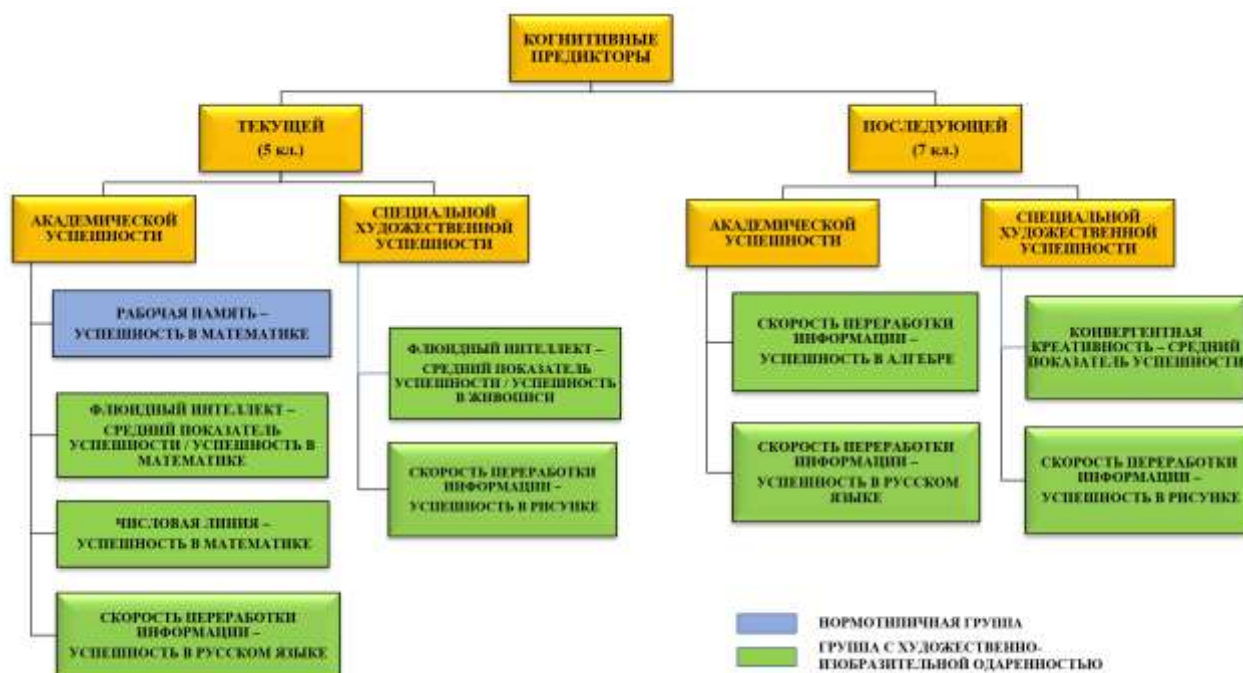 КОГНИТИВНЫЕ
ПРЕДИКТОРЫ
ТЕКУЩЕЙ
(5 кл.)
ПОСЛЕДУЮЩЕЙ
(7 кл.)
АКАДЕМИЧЕСКОЙ
УСПЕШНОСТИ
СПЕЦИАЛЬНОЙ
ХУДОЖЕСТВЕННОЙ
УСПЕШНОСТИ
АКАДЕМИЧЕСКОЙ
УСПЕШНОСТИ
СПЕЦИАЛЬНОЙ
ХУДОЖЕСТВЕННОЙ
УСПЕШНОСТИ
РАБОЧАЯ ПАМЯТЬ –
УСПЕШНОСТЬ В МАТЕМАТИКЕ
ФЛЮИДНЫЙ ИНТЕЛЛЕКТ –
СРЕДНИЙ ПОКАЗАТЕЛЬ
УСПЕШНОСТИ / УСПЕШНОСТЬ В
МАТЕМАТИКЕ
ЧИСЛОВАЯ ЛИНИЯ –
УСПЕШНОСТЬ В МАТЕМАТИКЕ
СКОРОСТЬ ПЕРЕРАБОТКИ
ИНФОРМАЦИИ –
УСПЕШНОСТЬ В РУССКОМ ЯЗЫКЕ
ФЛЮИДНЫЙ ИНТЕЛЛЕКТ –
СРЕДНИЙ ПОКАЗАТЕЛЬ
УСПЕШНОСТИ / УСПЕШНОСТЬ
В ЖИВОПИСИ
СКОРОСТЬ ПЕРЕРАБОТКИ
ИНФОРМАЦИИ –
УСПЕШНОСТЬ В РИСУНКЕ
СКОРОСТЬ ПЕРЕРАБОТКИ
ИНФОРМАЦИИ –
УСПЕШНОСТЬ В АЛГЕБРЕ
СКОРОСТЬ ПЕРЕРАБОТКИ
ИНФОРМАЦИИ –
УСПЕШНОСТЬ В РУССКОМ
ЯЗЫКЕ
КОНВЕРГЕНТНАЯ
КРЕАТИВНОСТЬ – СРЕДНИЙ
ПОКАЗАТЕЛЬ УСПЕШНОСТИ
СКОРОСТЬ ПЕРЕРАБОТКИ
ИНФОРМАЦИИ –
УСПЕШНОСТЬ В РИСУНКЕ
НОРМОТИПИЧНАЯ ГРУППА
ГРУППА С ХУДОЖЕСТВЕННО-
ИЗОБРАЗИТЕЛЬНОЙ ОДАРЕННОСТЬЮ